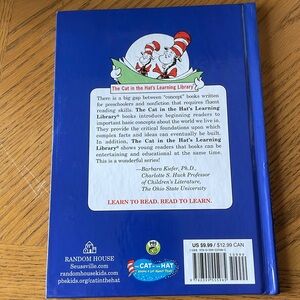 The Cat in the Hat's Learning Library®
There is a big gap between "concept" books written
for preschoolers and nonfiction that requires fluent
reading skills. The Cat in the Hat's Learning
Library® books introduce beginning readers to
important basic concepts about the world we live in.
They provide the critical foundations upon which
complex facts and ideas can eventually be built.
In addition, The Cat in the Hat's Learning
Library® shows young readers that books can be
entertaining and educational at the same time.
This is a wonderful series!
—Barbara Kiefer, Ph.D.,
Charlotte S. Huck Professor
of Children's Literature,
The Ohio State University
LEARN TO READ. READ TO LEARN.
RANDOM HOUSE
Seussville.com
randomhousekids.com
pbskids.org/catinthehat
The CAT in the HAT
US $9.99 / $12.99 CAN